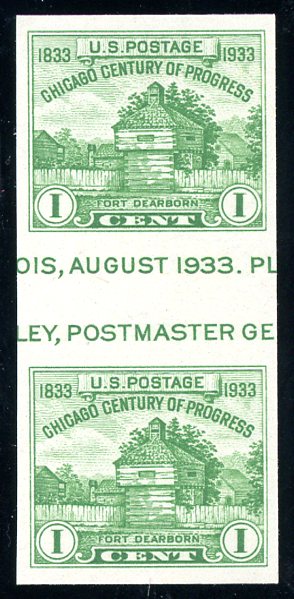 U.S. POSTAGE
1833 1933
CHICAGO CENTURY OF PROGRESS
FORT DEARBORN
1 CENT 1
OIS, AUGUST 1933. PL
LEY, POSTMASTER GE
U.S. POSTAGE
1833 1933
CHICAGO CENTURY OF PROGRESS
FORT DEARBORN
1 CENT 1